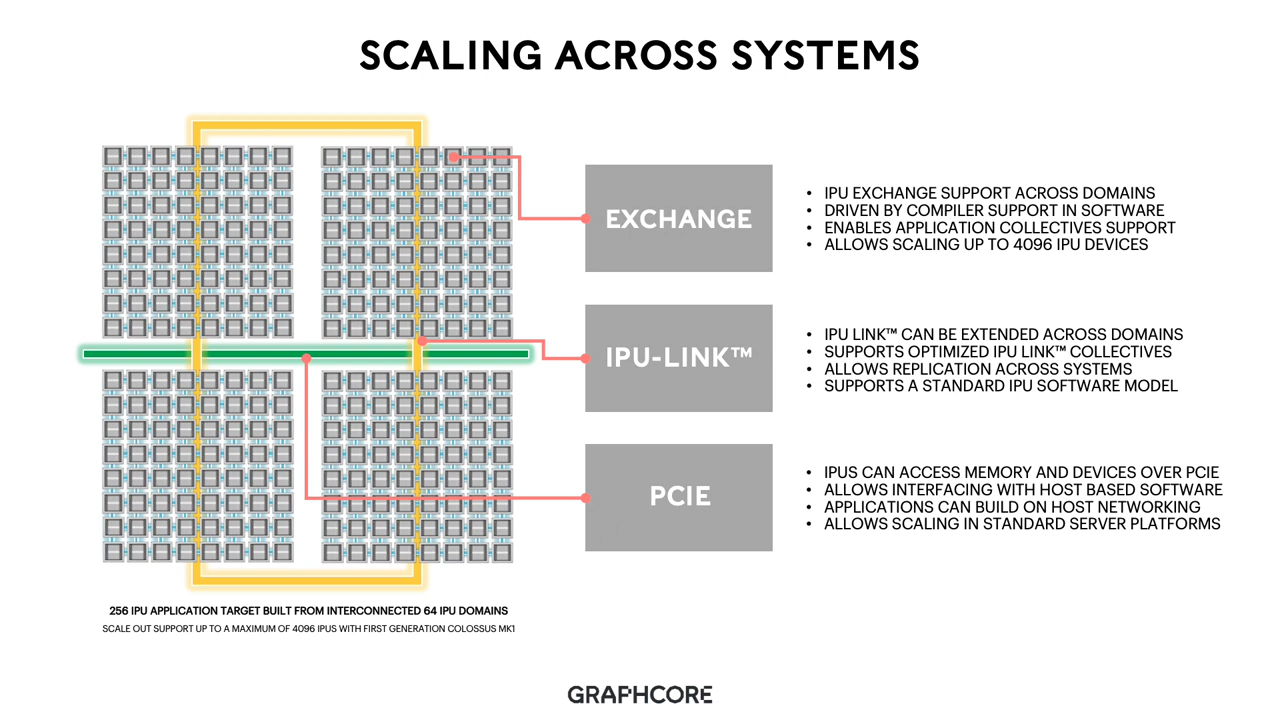 SCALING ACROSS SYSTEMS
EXCHANGE
• IPU EXCHANGE SUPPORT ACROSS DOMAINS
• DRIVEN BY COMPILER SUPPORT IN SOFTWARE
• ENABLES APPLICATION COLLECTIVES SUPPORT
• ALLOWS SCALING UP TO 4096 IPU DEVICES
IPU-LINK™
• IPU LINK™ CAN BE EXTENDED ACROSS DOMAINS
• SUPPORTS OPTIMIZED IPU LINK™ COLLECTIVES
• ALLOWS REPLICATION ACROSS SYSTEMS
• SUPPORTS A STANDARD IPU SOFTWARE MODEL
PCIE
• IPUS CAN ACCESS MEMORY AND DEVICES OVER PCIE
• ALLOWS INTERFACING WITH HOST BASED SOFTWARE
• APPLICATIONS CAN BUILD ON HOST NETWORKING
• ALLOWS SCALING IN STANDARD SERVER PLATFORMS
256 IPU APPLICATION TARGET BUILT FROM INTERCONNECTED 64 IPU DOMAINS
SCALE OUT SUPPORT UP TO A MAXIMUM OF 4096 IPUS WITH FIRST GENERATION COLOSSUS MK1
GRAPHCORE